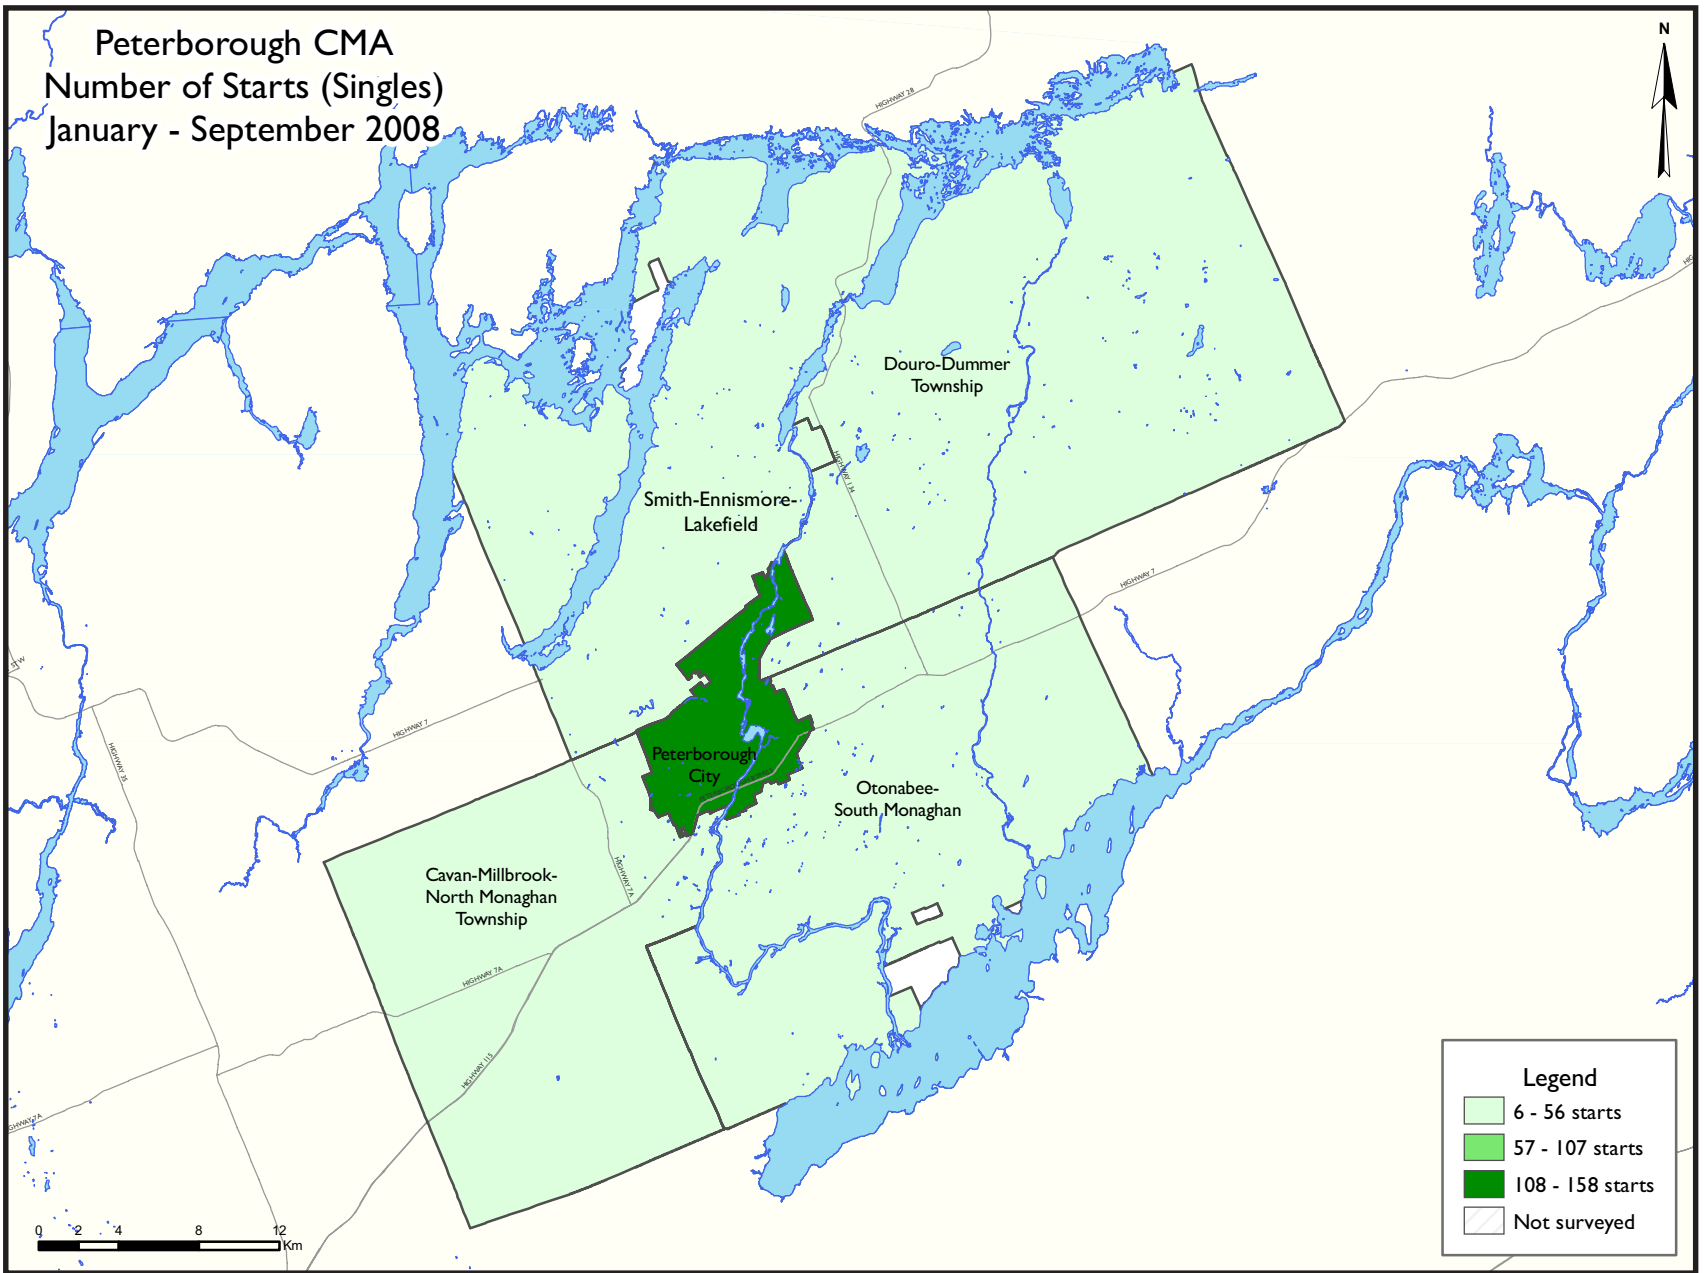 Peterborough CMA
Number of Starts (Singles)
January - September 2008
N
HIGHWAY 28
Douro-Dummer
Township
HIGHWAY 134
Smith-Ennismore-
Lakefield
HIGHWAY 7
HIGHWAY 7
HIGHWAY 35
Peterborough
City
Otonabee-
South Monaghan
HIGHWAY 7A
Cavan-Millbrook-
North Monaghan
Township
HIGHWAY 7A
HIGHWAY 115
Legend
6 - 56 starts
57 - 107 starts
108 - 158 starts
Not surveyed
0 2 4 8 12
Km